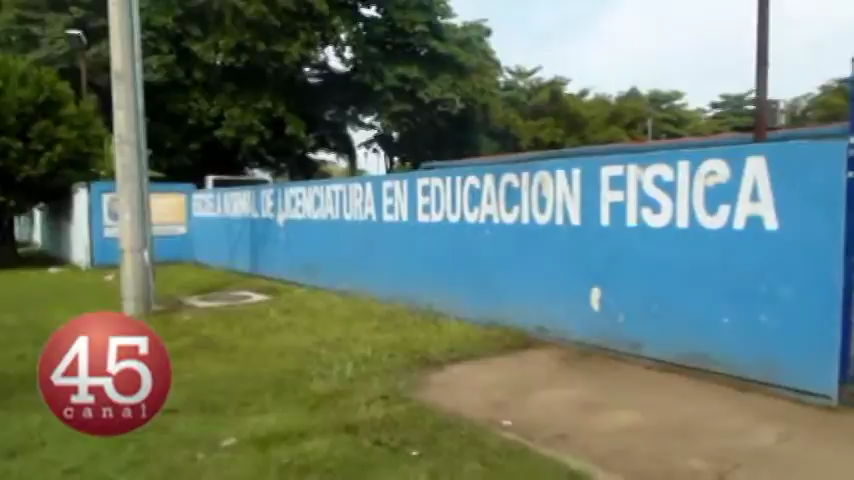 ESCUELA NORMAL DE LICENCIATURA EN EDUCACION FISICA
45
canal